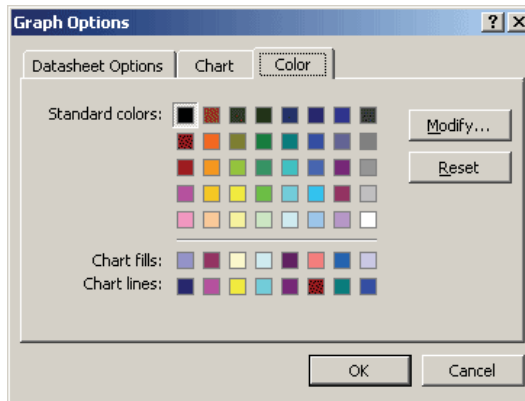 Graph Options
Datasheet Options Chart Color
Standard colors:
Modify...
Reset
Chart fills:
Chart lines:
OK Cancel